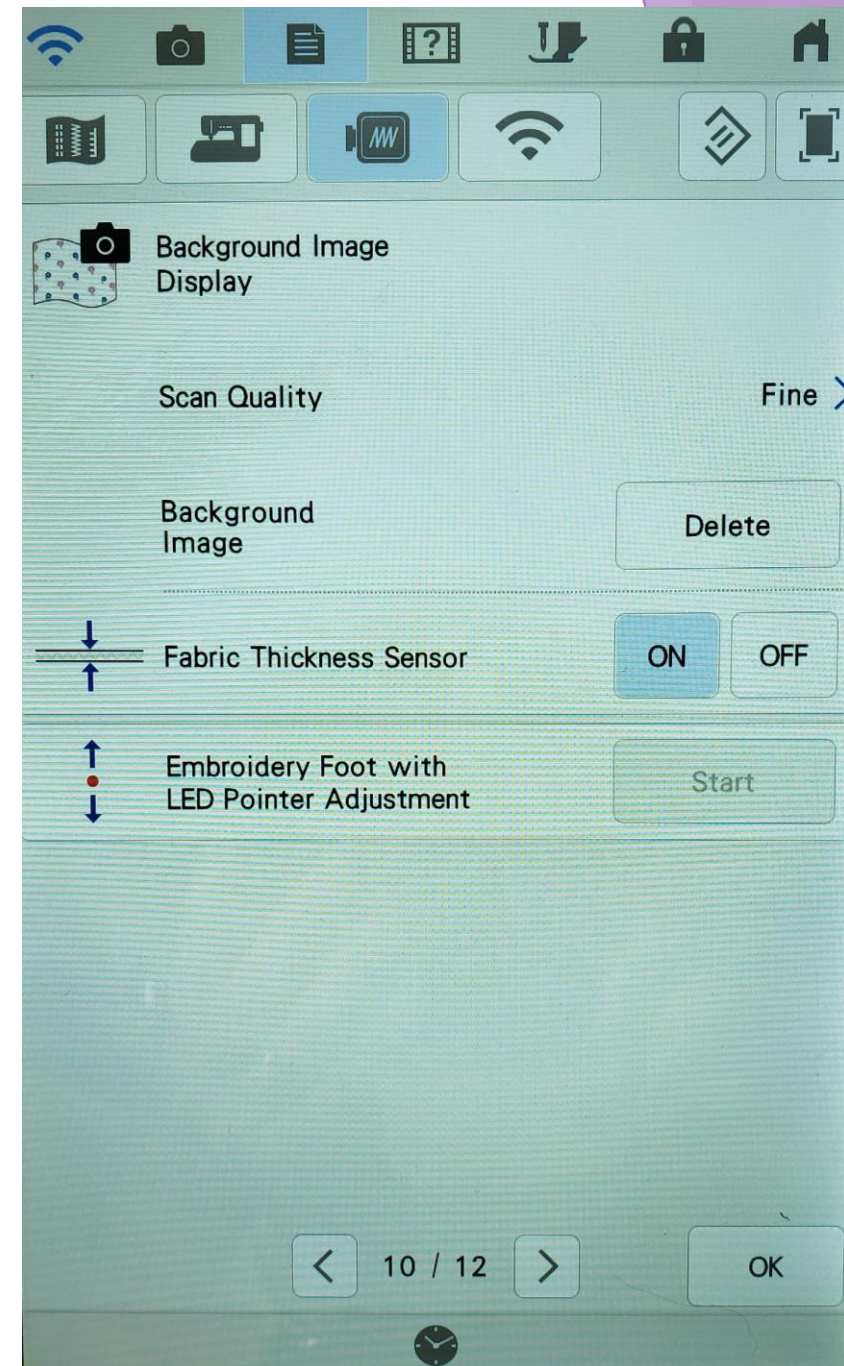 ?
Background Image
Display
Scan Quality
Fine >
Background
Image
Delete
Fabric Thickness Sensor
ON
OFF
Embroidery Foot with
LED Pointer Adjustment
Start
<
10 / 12
>
OK